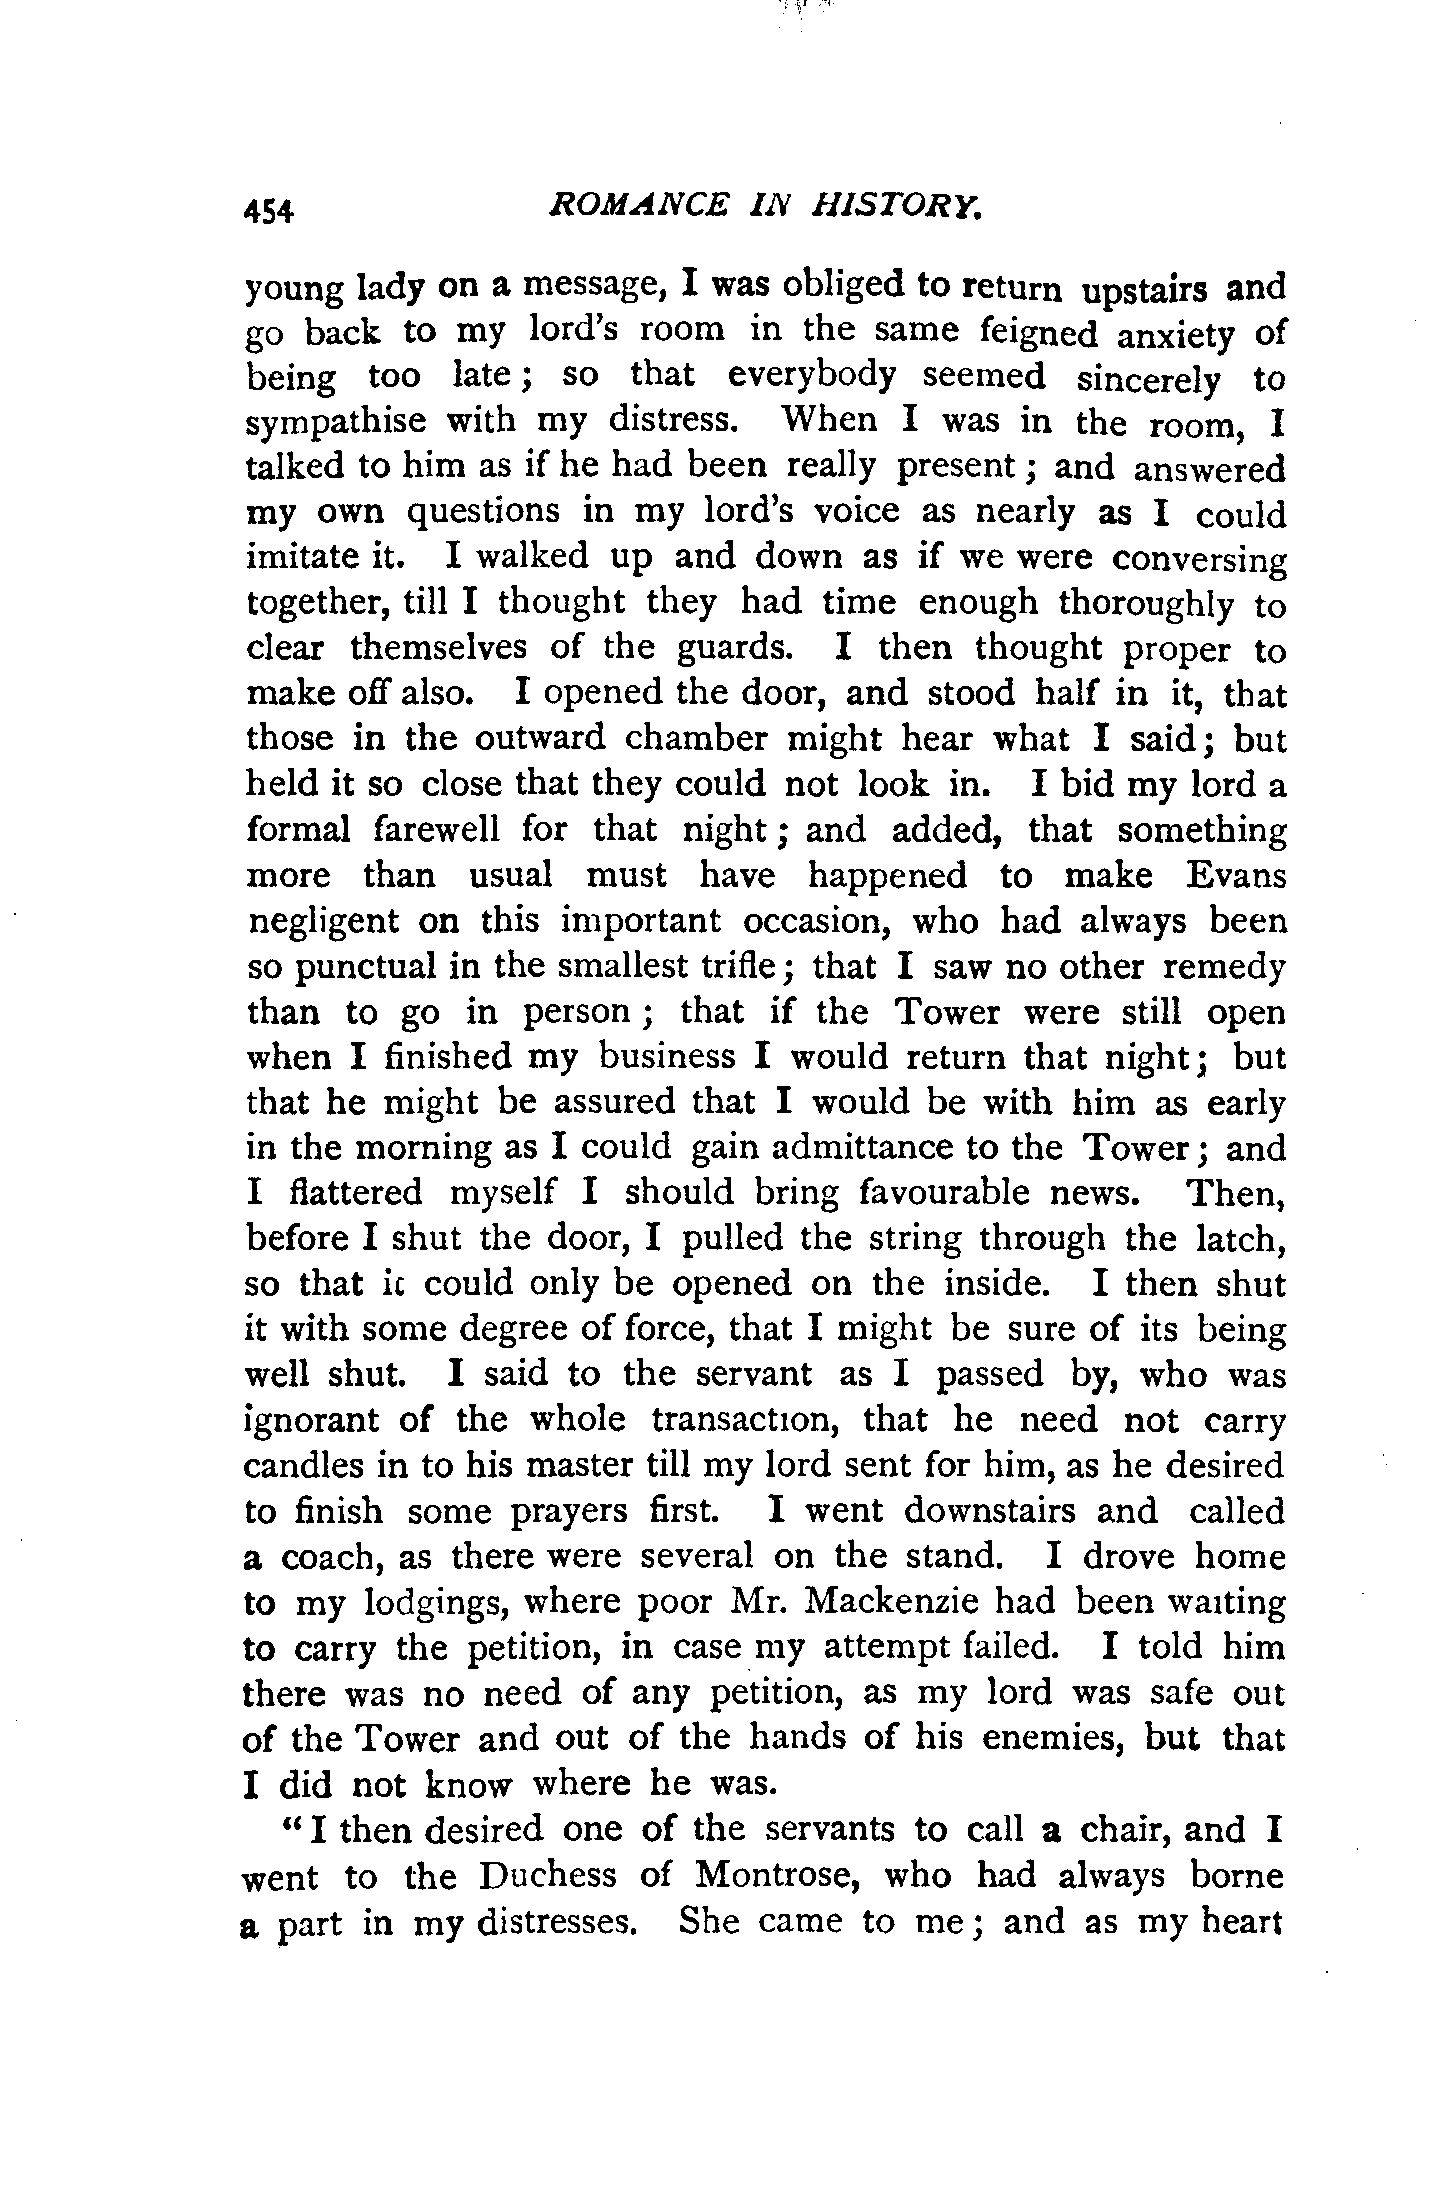 454 ROMANCE IN HISTORY.
young lady on a message, I was obliged to return upstairs and
go back to my lord's room in the same feigned anxiety of
being too late; so that everybody seemed sincerely to
sympathise with my distress. When I was in the room, I
talked to him as if he had been really present; and answered
my own questions in my lord's voice as nearly as I could
imitate it. I walked up and down as if we were conversing
together, till I thought they had time enough thoroughly to
clear themselves of the guards. I then thought proper to
make off also. I opened the door, and stood half in it, that
those in the outward chamber might hear what I said; but
held it so close that they could not look in. I bid my lord a
formal farewell for that night; and added, that something
more than usual must have happened to make Evans
negligent on this important occasion, who had always been
so punctual in the smallest trifle; that I saw no other remedy
than to go in person; that if the Tower were still open
when I finished my business I would return that night; but
that he might be assured that I would be with him as early
in the morning as I could gain admittance to the Tower; and
I flattered myself I should bring favourable news. Then,
before I shut the door, I pulled the string through the latch,
so that it could only be opened on the inside. I then shut
it with some degree of force, that I might be sure of its being
well shut. I said to the servant as I passed by, who was
ignorant of the whole transaction, that he need not carry
candles in to his master till my lord sent for him, as he desired
to finish some prayers first. I went downstairs and called
a coach, as there were several on the stand. I drove home
to my lodgings, where poor Mr. Mackenzie had been waiting
to carry the petition, in case my attempt failed. I told him
there was no need of any petition, as my lord was safe out
of the Tower and out of the hands of his enemies, but that
I did not know where he was.
"I then desired one of the servants to call a chair, and I
went to the Duchess of Montrose, who had always borne
a part in my distresses. She came to me; and as my heart